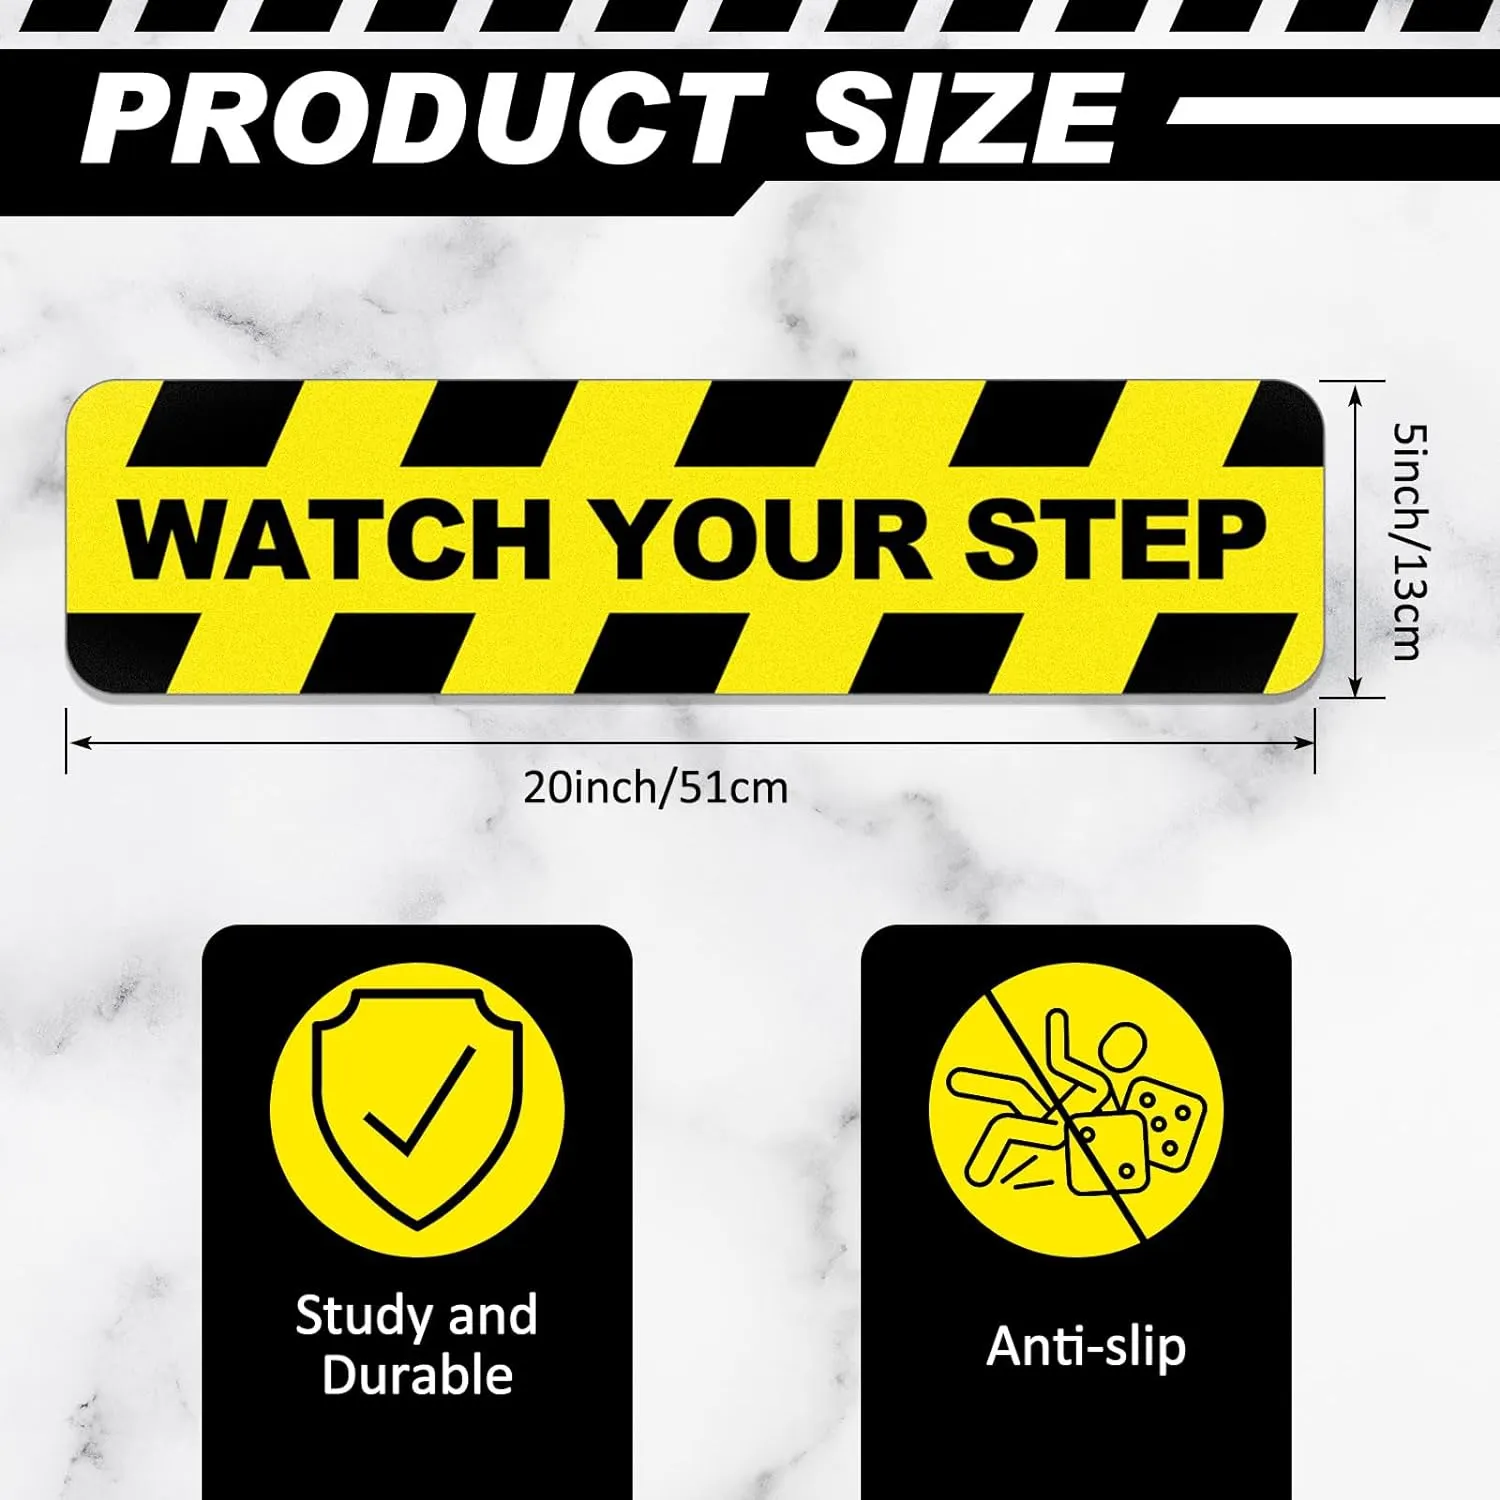 PRODUCT SIZE
WATCH YOUR STEP
5inch/13cm
20inch/51cm
Study and
Durable
Anti-slip